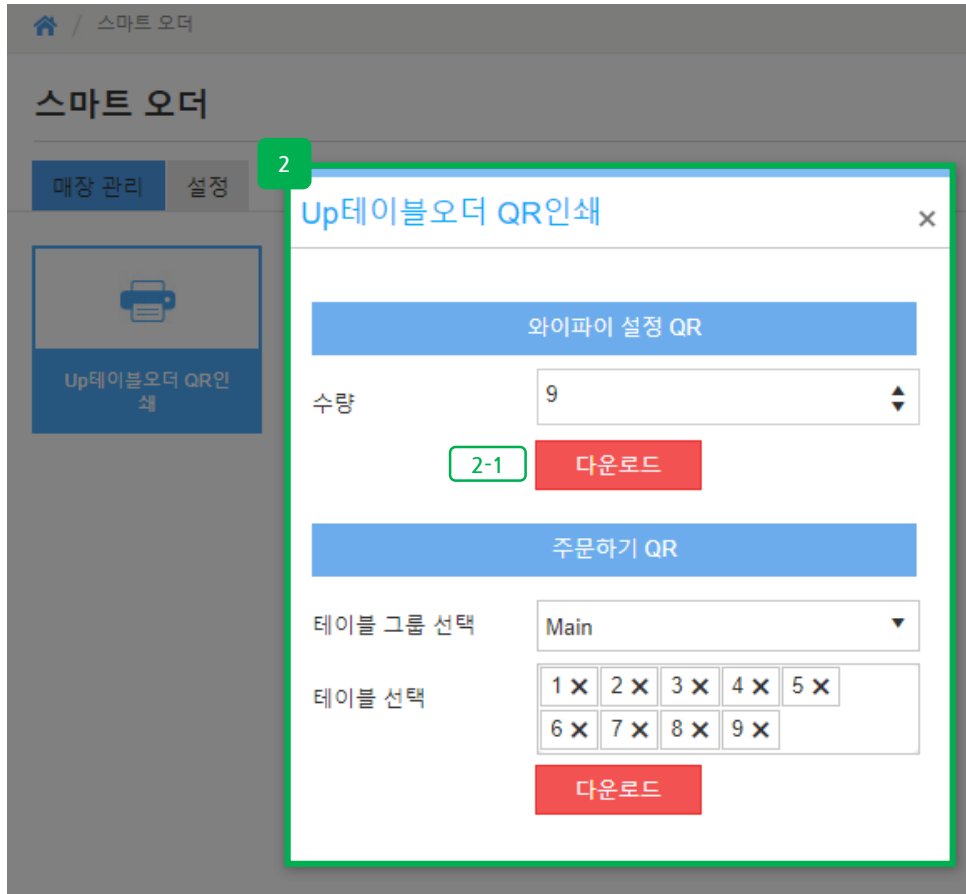 / 스마트 오더
스마트 오더
매장 관리 설정
Up테이블오더 QR인
쇄
2
Up테이블오더 QR인쇄 ×
와이파이 설정 QR
수량 9
2-1 다운로드
주문하기 QR
테이블 그룹 선택 Main
테이블 선택 1 × 2 × 3 × 4 × 5 ×
6 × 7 × 8 × 9 ×
다운로드